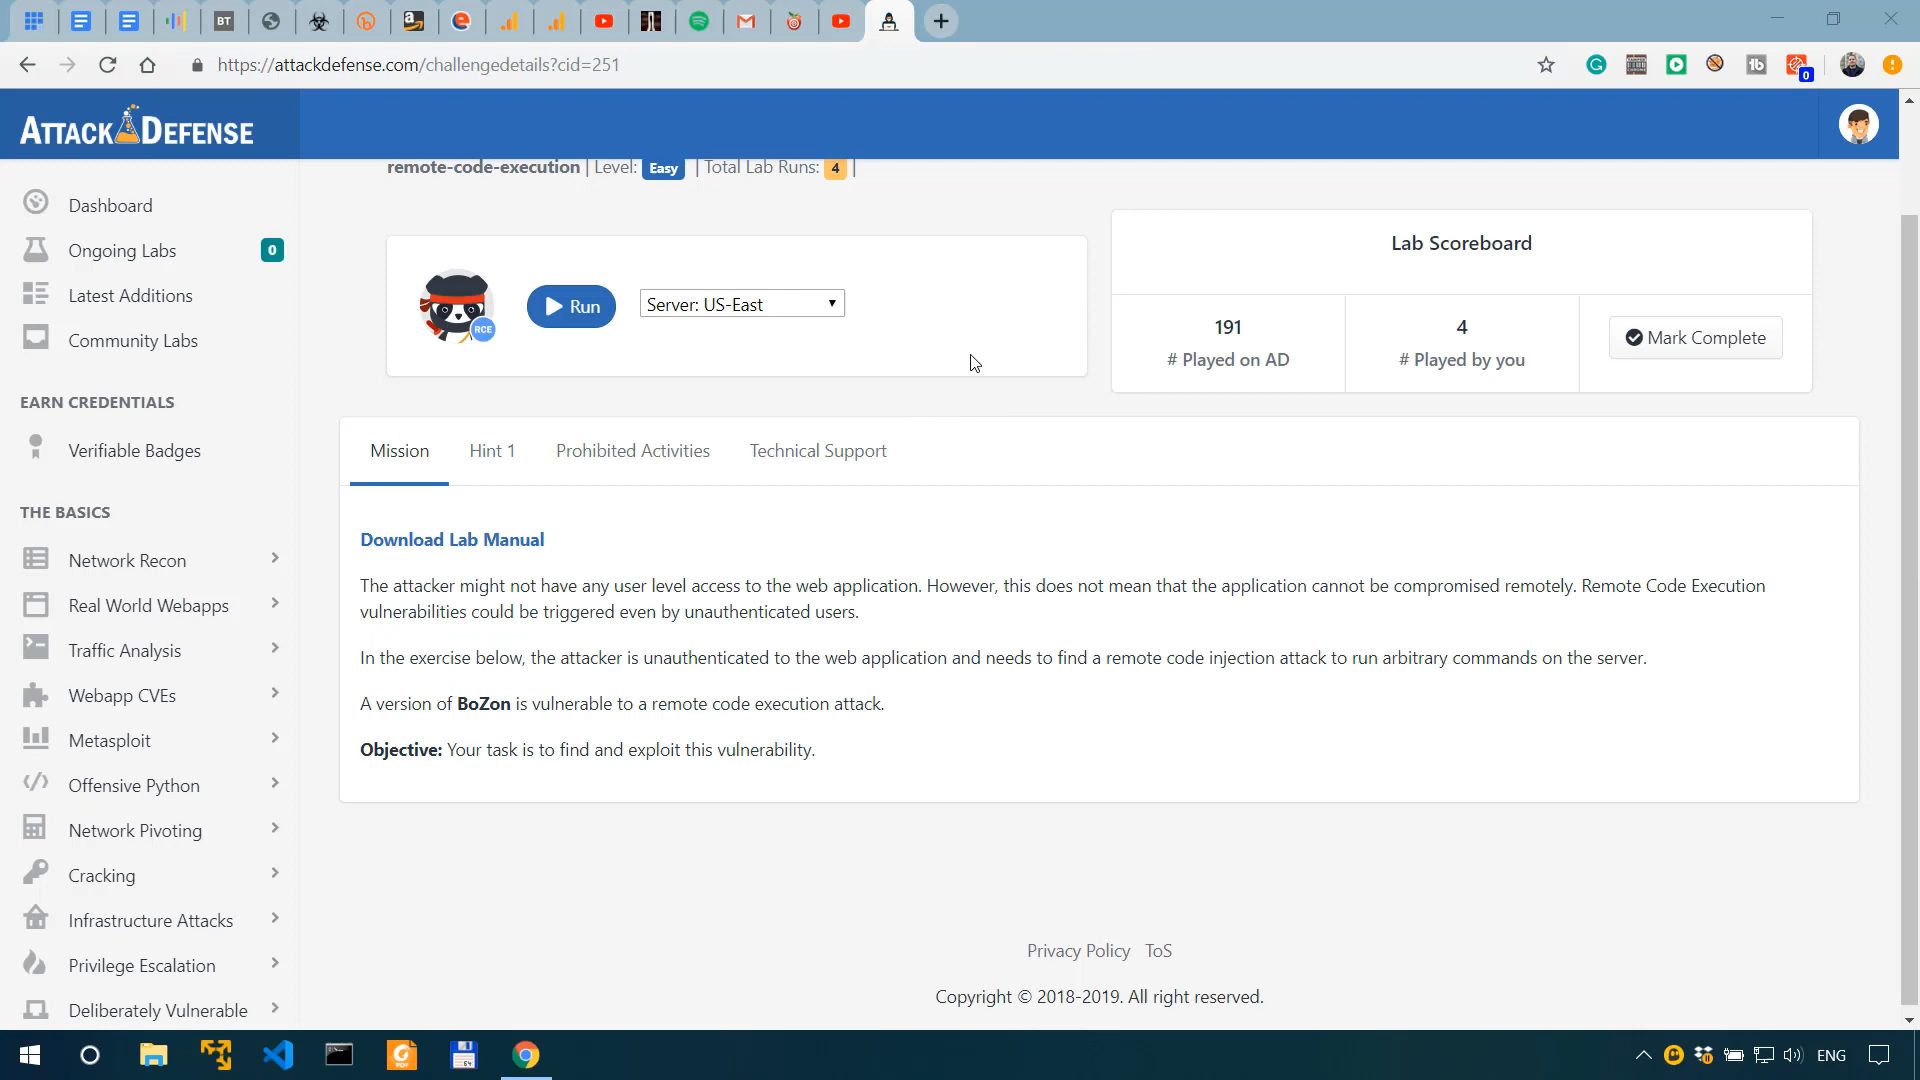 BT
https://attackdefense.com/challengedetails?cid=251
0
ATTACK DEFENSE
remote-code-execution | Level: Easy | Total Lab Runs: 4 |
Dashboard
Ongoing Labs 0
Latest Additions
Community Labs
EARN CREDENTIALS
Verifiable Badges
THE BASICS
Network Recon
Real World Webapps
Traffic Analysis
Webapp CVEs
Metasploit
Offensive Python
Network Pivoting
Cracking
Infrastructure Attacks
Privilege Escalation
Deliberately Vulnerable
RCE
Run
Server: US-East
Lab Scoreboard
191
# Played on AD
4
# Played by you
Mark Complete
Mission Hint 1 Prohibited Activities Technical Support
Download Lab Manual
The attacker might not have any user level access to the web application. However, this does not mean that the application cannot be compromised remotely. Remote Code Execution
vulnerabilities could be triggered even by unauthenticated users.
In the exercise below, the attacker is unauthenticated to the web application and needs to find a remote code injection attack to run arbitrary commands on the server.
A version of BoZon is vulnerable to a remote code execution attack.
Objective: Your task is to find and exploit this vulnerability.
Privacy Policy ToS
Copyright © 2018-2019. All right reserved.
ENG